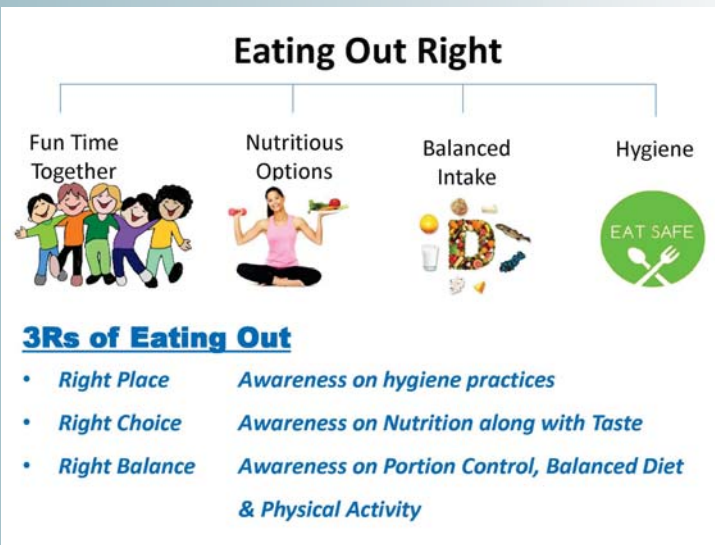 Eating Out Right
Fun Time
Together
Nutritious
Options
Balanced
Intake
Hygiene
D
EAT SAFE
3Rs of Eating Out
• Right Place Awareness on hygiene practices
• Right Choice Awareness on Nutrition along with Taste
• Right Balance Awareness on Portion Control, Balanced Diet
& Physical Activity